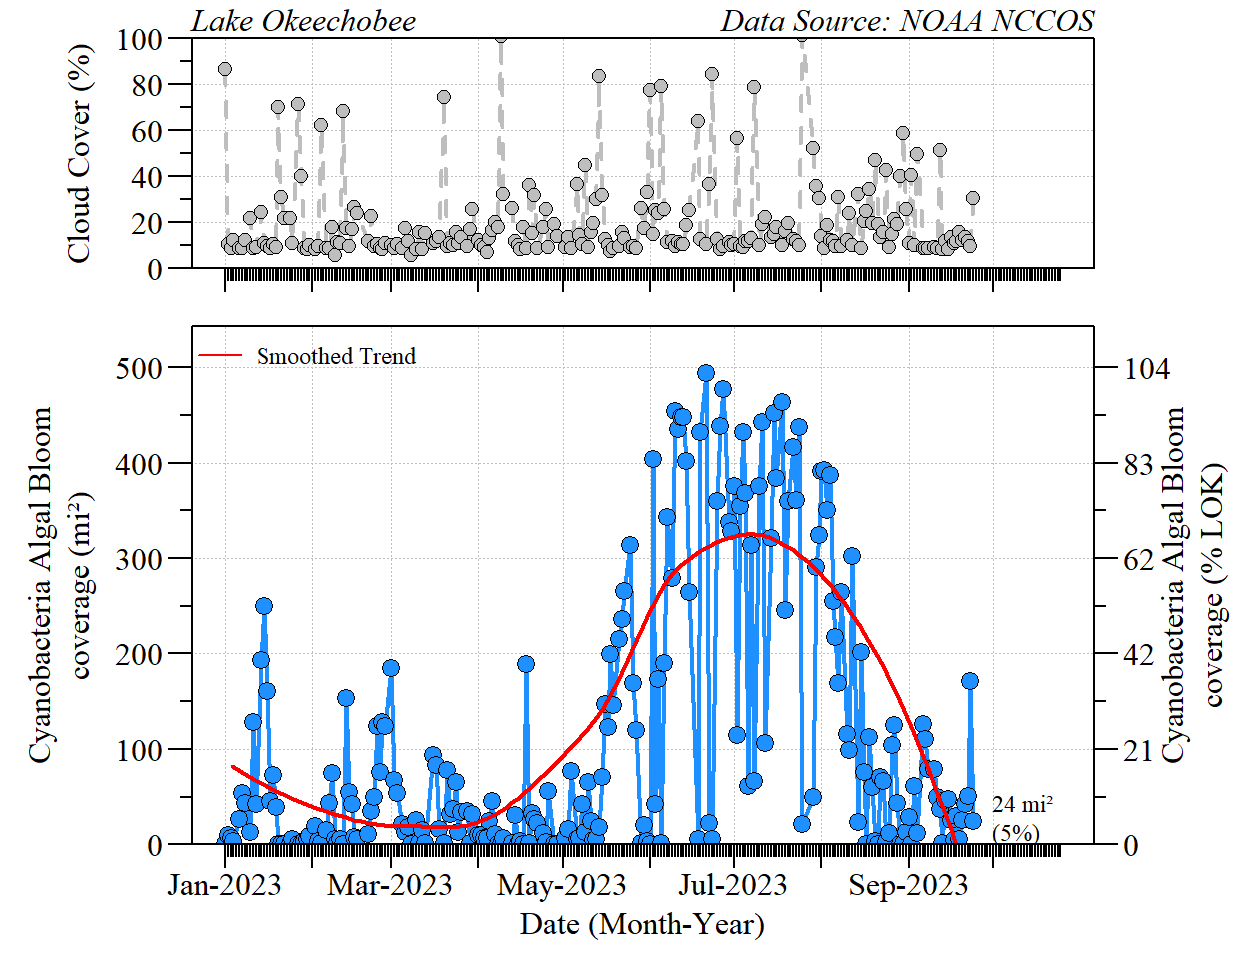 Lake Okeechobee
Data Source: NOAA NCCOS
Cloud Cover (%)
100
80
60
40
20
0
Smoothed Trend
Cyanobacteria Algal Bloom
coverage (mi²)
500
400
300
200
100
0
104
83
62
42
21
0
Cyanobacteria Algal Bloom
coverage (% LOK)
24 mi²
(5%)
Jan-2023
Mar-2023
May-2023
Jul-2023
Sep-2023
Date (Month-Year)